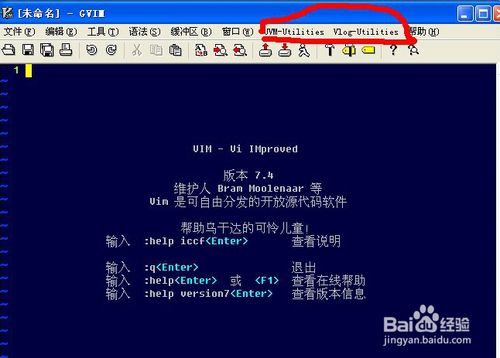 [未命名] - GVIM
文件(F) 编辑(E) 工具(T) 语法(S) 缓冲区(B) 窗口(W) UVM-Utilities Vlog-Utilities 帮助(H)
1
VIM - Vi IMproved
版本 7.4
维护人 Bram Moolenaar 等
Vim 是可自由分发的开放源代码软件
帮助乌干达的可怜儿童!
输入 :help iccf<Enter> 查看说明
输入 :q<Enter> 退出
输入 :help<Enter> 或 <F1> 查看在线帮助
输入 :help version7<Enter> 查看版本信息
Bai du 经验
jingyan.baidu.com